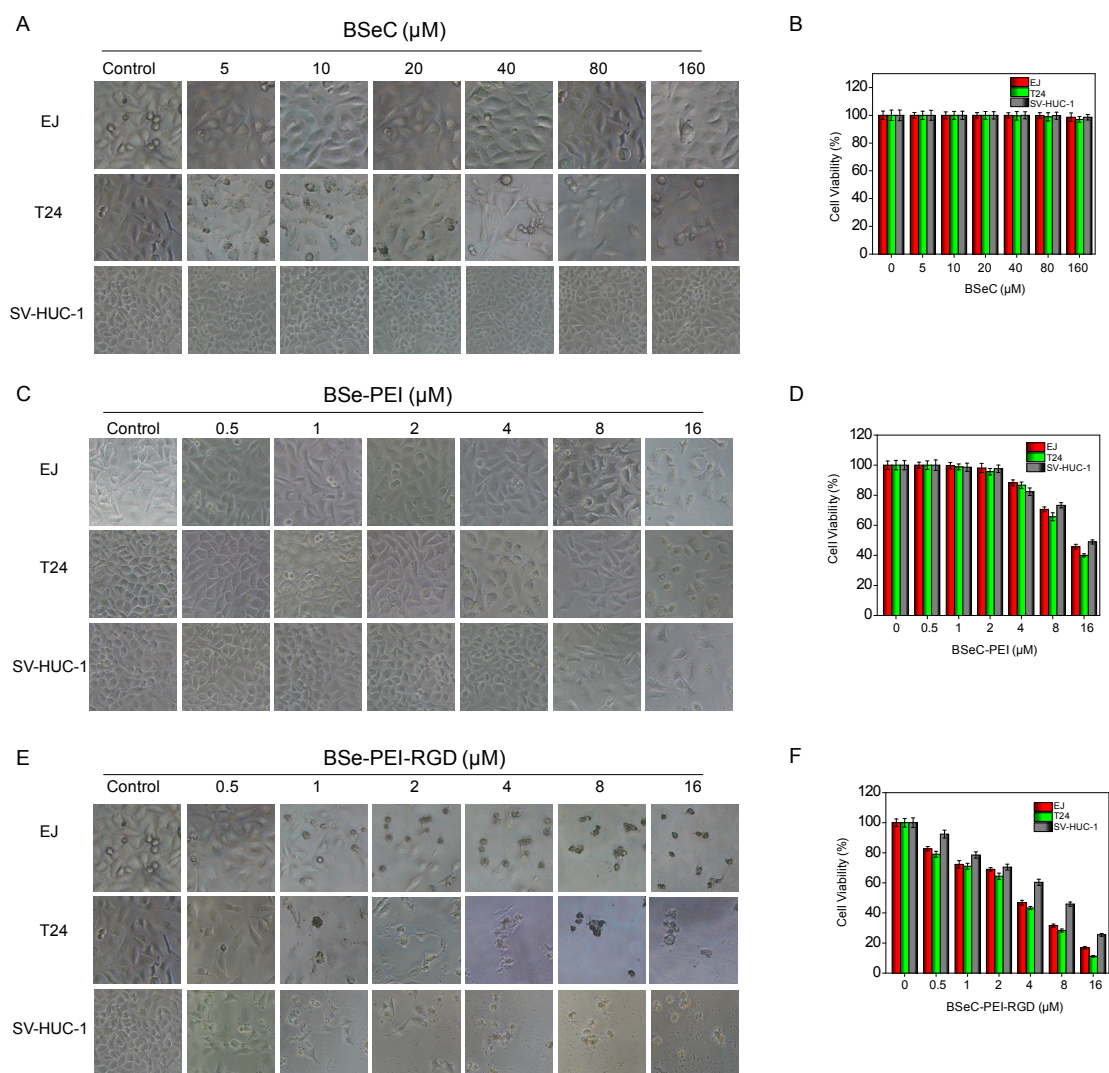 A
BSeC (µM)
Control 5 10 20 40 80 160
EJ
T24
SV-HUC-1
B
EJ
T24
SV-HUC-1
120
100
80
60
40
20
0
Cell Viability (%)
0 5 10 20 40 80 160
BSeC (µM)
C
BSe-PEI (µM)
Control 0.5 1 2 4 8 16
EJ
T24
SV-HUC-1
D
EJ
T24
SV-HUC-1
120
100
80
60
40
20
0
Cell Viability (%)
0 0.5 1 2 4 8 16
BSeC-PEI (µM)
E
BSe-PEI-RGD (µM)
Control 0.5 1 2 4 8 16
EJ
T24
SV-HUC-1
F
EJ
T24
SV-HUC-1
120
100
80
60
40
20
0
Cell Viability (%)
0 0.5 1 2 4 8 16
BSeC-PEI-RGD (µM)